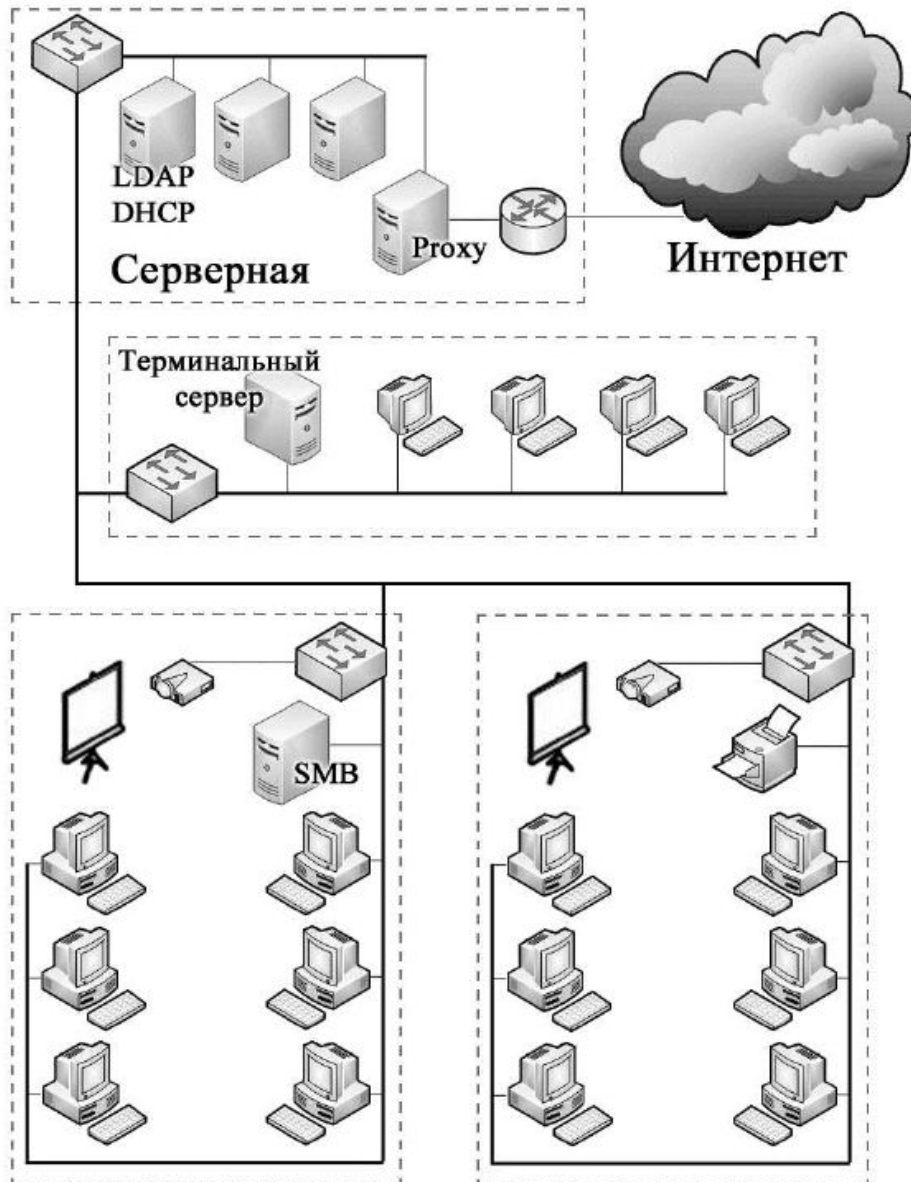 LDAP
DHCP
Proxy
Серверная
Интернет
Терминальный
сервер
SMB